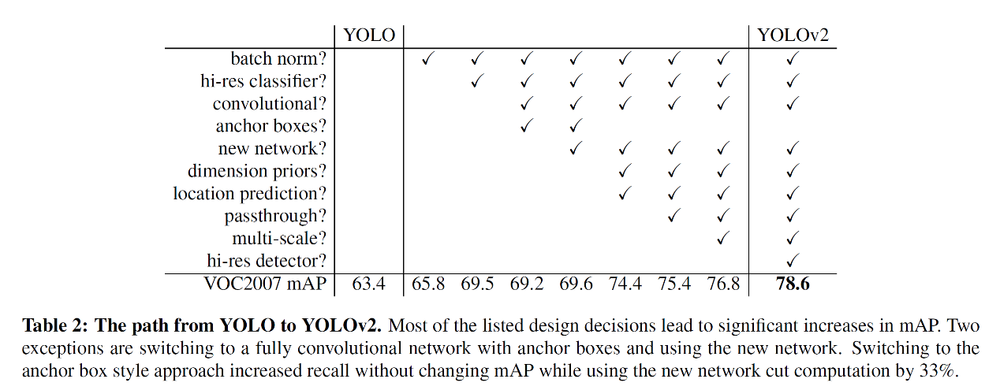 YOLO YOLOv2
batch norm? ✓ ✓ ✓ ✓ ✓ ✓ ✓ ✓
hi-res classifier? ✓ ✓ ✓ ✓ ✓ ✓ ✓
convolutional? ✓ ✓ ✓ ✓ ✓ ✓
anchor boxes? ✓ ✓
new network? ✓ ✓ ✓ ✓ ✓
dimension priors? ✓ ✓ ✓ ✓
location prediction? ✓ ✓ ✓ ✓
passthrough? ✓ ✓ ✓
multi-scale? ✓ ✓
hi-res detector? ✓
VOC2007 mAP 63.4 65.8 69.5 69.2 69.6 74.4 75.4 76.8 78.6
Table 2: The path from YOLO to YOLOv2. Most of the listed design decisions lead to significant increases in mAP. Two
exceptions are switching to a fully convolutional network with anchor boxes and using the new network. Switching to the
anchor box style approach increased recall without changing mAP while using the new network cut computation by 33%.